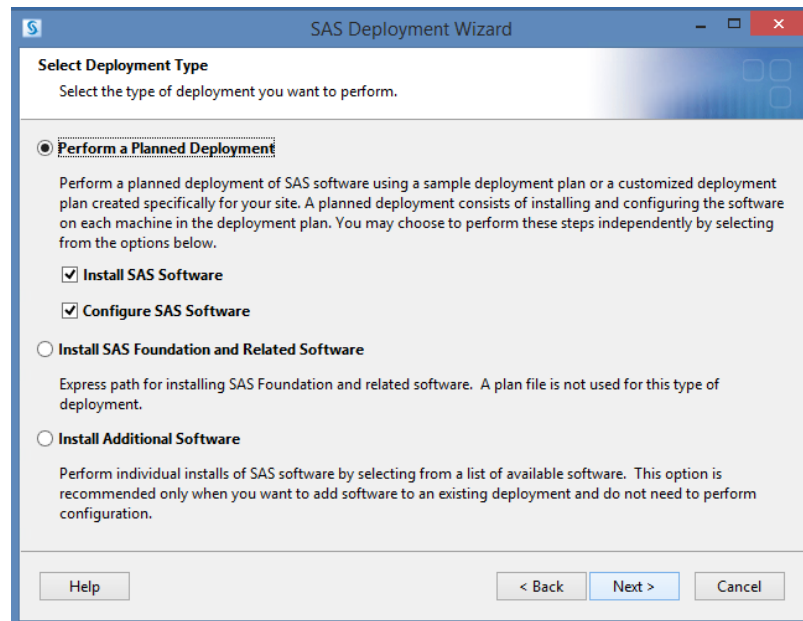 SAS Deployment Wizard
Select Deployment Type
Select the type of deployment you want to perform.
Perform a Planned Deployment
Perform a planned deployment of SAS software using a sample deployment plan or a customized deployment
plan created specifically for your site. A planned deployment consists of installing and configuring the software
on each machine in the deployment plan. You may choose to perform these steps independently by selecting
from the options below.
Install SAS Software
Configure SAS Software
Install SAS Foundation and Related Software
Express path for installing SAS Foundation and related software. A plan file is not used for this type of
deployment.
Install Additional Software
Perform individual installs of SAS software by selecting from a list of available software. This option is
recommended only when you want to add software to an existing deployment and do not need to perform
configuration.
Help < Back Next > Cancel